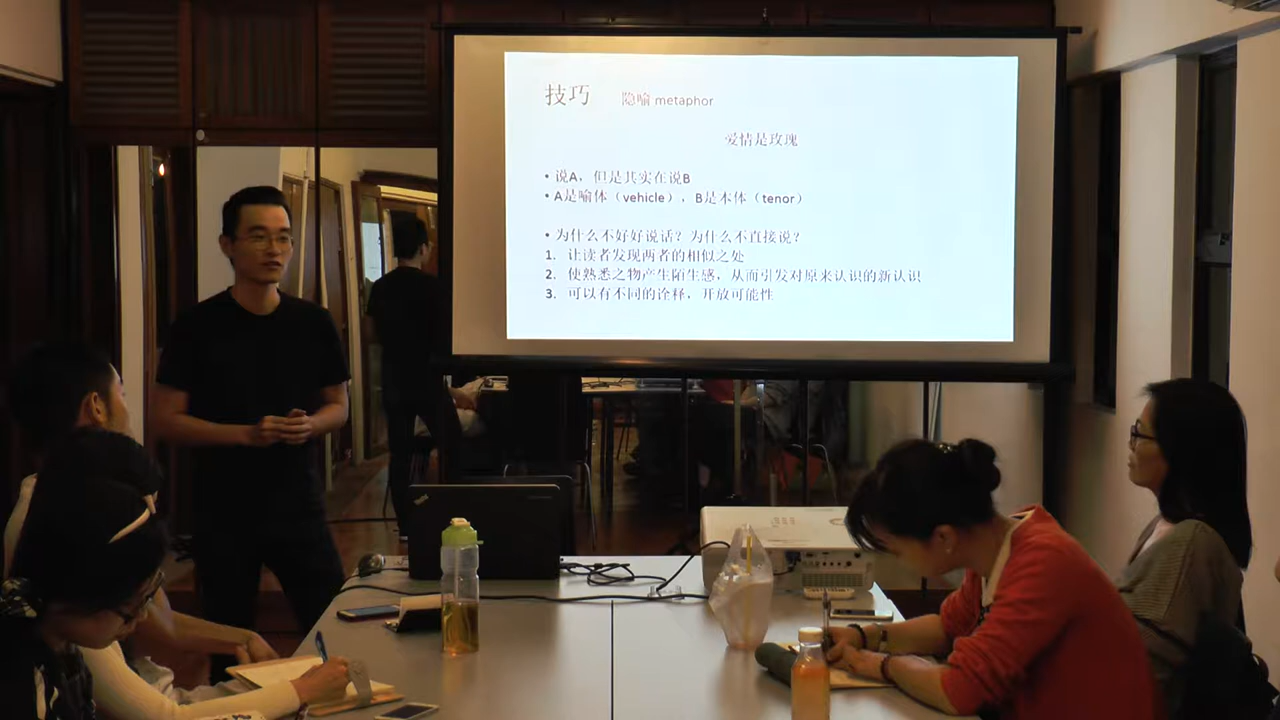 技巧 隐喻 metaphor
爱情是玫瑰
• 说A，但是其实在说B
• A是喻体（vehicle），B是本体（tenor）
• 为什么不好好说话？为什么不直接说？
1. 让读者发现两者的相似之处
2. 使熟悉之物产生陌生感，从而引发对原来认识的新认识
3. 可以有不同的诠释，开放可能性
ThinkPad